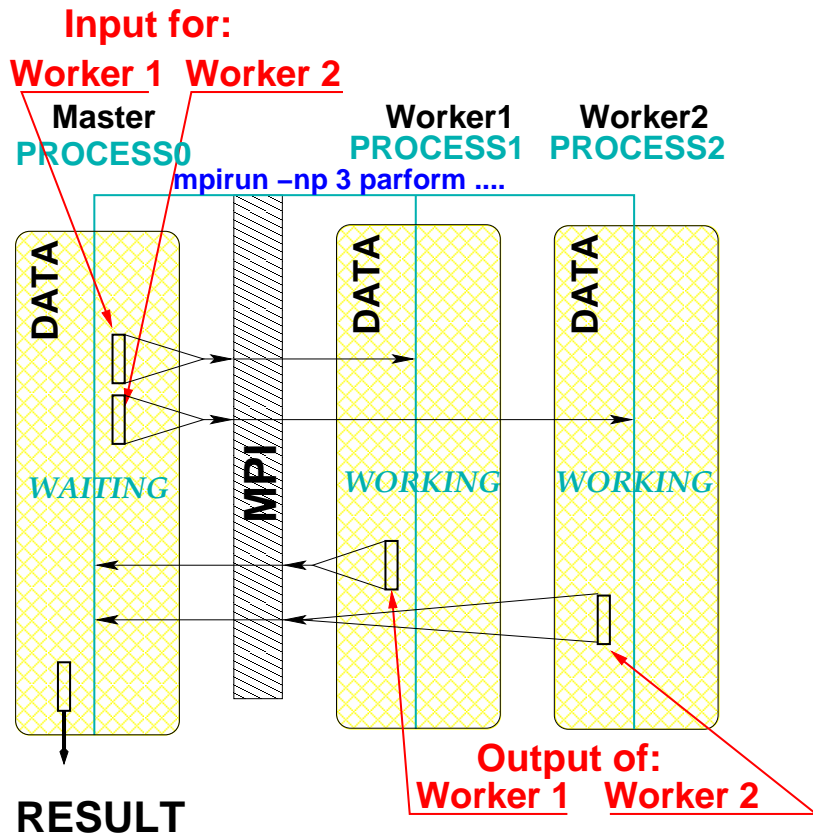 Input for:
Worker 1 Worker 2
Master Worker1 Worker2
PROCESS0 PROCESS1 PROCESS2
mpirun –np 3 parform ....
DATA DATA DATA
MPI
WAITING WORKING WORKING
Output of:
Worker 1 Worker 2
RESULT